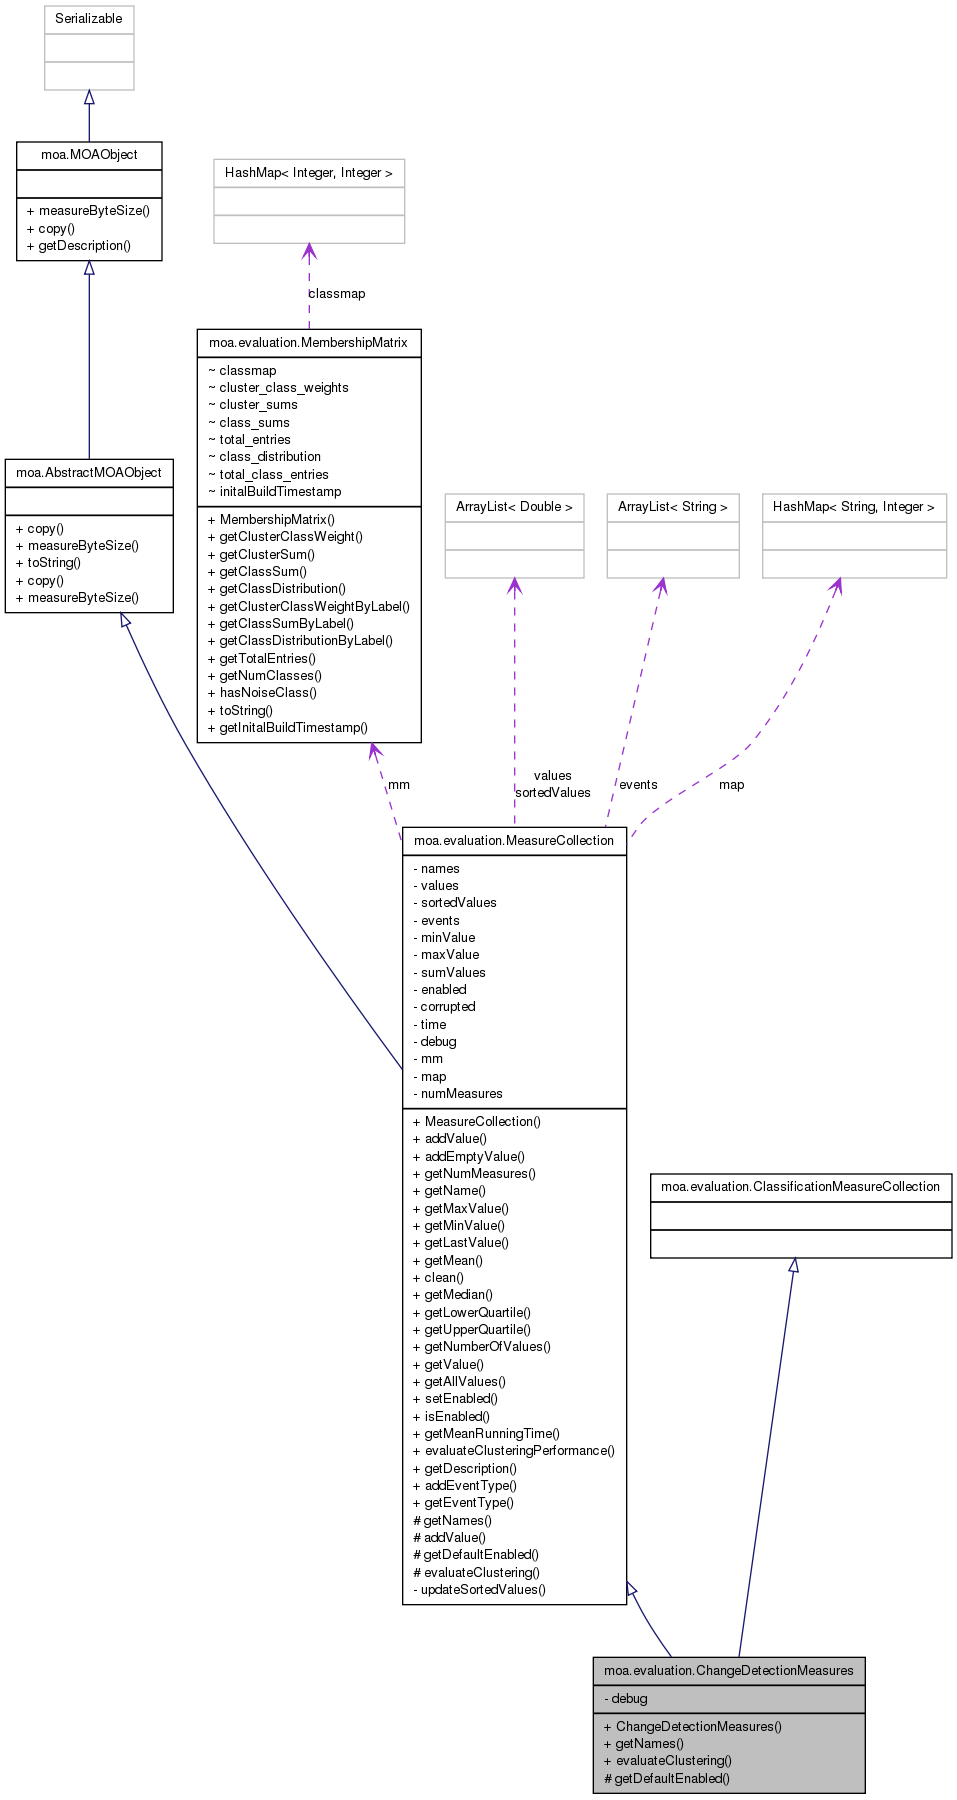 Serializable
moa.MOAObject
+ measureByteSize()
+ copy()
+ getDescription()
HashMap< Integer, Integer >
classmap
moa.evaluation.MembershipMatrix
~ classmap
~ cluster_class_weights
~ cluster_sums
~ class_sums
~ total_entries
~ class_distribution
~ total_class_entries
~ initalBuildTimestamp
+ MembershipMatrix()
+ getClusterClassWeight()
+ getClusterSum()
+ getClassSum()
+ getClassDistribution()
+ getClusterClassWeightByLabel()
+ getClassSumByLabel()
+ getClassDistributionByLabel()
+ getTotalEntries()
+ getNumClasses()
+ hasNoiseClass()
+ toString()
+ getInitalBuildTimestamp()
moa.AbstractMOAObject
+ copy()
+ measureByteSize()
+ toString()
+ copy()
+ measureByteSize()
ArrayList< Double >
ArrayList< String >
HashMap< String, Integer >
mm
values
sortedValues
events
map
moa.evaluation.MeasureCollection
- names
- values
- sortedValues
- events
- minValue
- maxValue
- sumValues
- enabled
- corrupted
- time
- debug
- mm
- map
- numMeasures
+ MeasureCollection()
+ addValue()
+ addEmptyValue()
+ getNumMeasures()
+ getName()
+ getMaxValue()
+ getMinValue()
+ getLastValue()
+ getMean()
+ clean()
+ getMedian()
+ getLowerQuartile()
+ getUpperQuartile()
+ getNumberOfValues()
+ getValue()
+ getAllValues()
+ setEnabled()
+ isEnabled()
+ getMeanRunningTime()
+ evaluateClusteringPerformance()
+ getDescription()
+ addEventType()
+ getEventType()
# getNames()
# addValue()
# getDefaultEnabled()
# evaluateClustering()
- updateSortedValues()
moa.evaluation.ClassificationMeasureCollection
moa.evaluation.ChangeDetectionMeasures
- debug
+ ChangeDetectionMeasures()
+ getNames()
+ evaluateClustering()
# getDefaultEnabled()